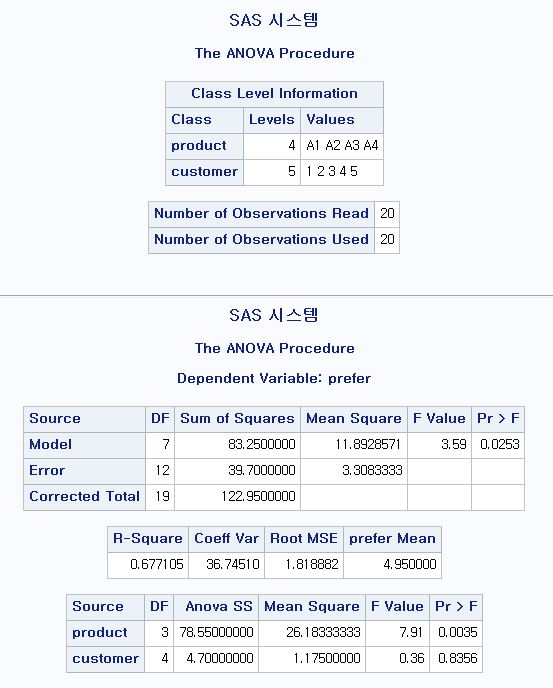 SAS 시스템
The ANOVA Procedure
Class Level Information
Class Levels Values
product 4 A1 A2 A3 A4
customer 5 1 2 3 4 5
Number of Observations Read 20
Number of Observations Used 20
SAS 시스템
The ANOVA Procedure
Dependent Variable: prefer
Source DF Sum of Squares Mean Square F Value Pr > F
Model 7 83.2500000 11.8928571 3.59 0.0253
Error 12 39.7000000 3.3083333
Corrected Total 19 122.9500000
R-Square Coeff Var Root MSE prefer Mean
0.677105 36.74510 1.818882 4.950000
Source DF Anova SS Mean Square F Value Pr > F
product 3 78.55000000 26.18333333 7.91 0.0035
customer 4 4.70000000 1.17500000 0.36 0.8356